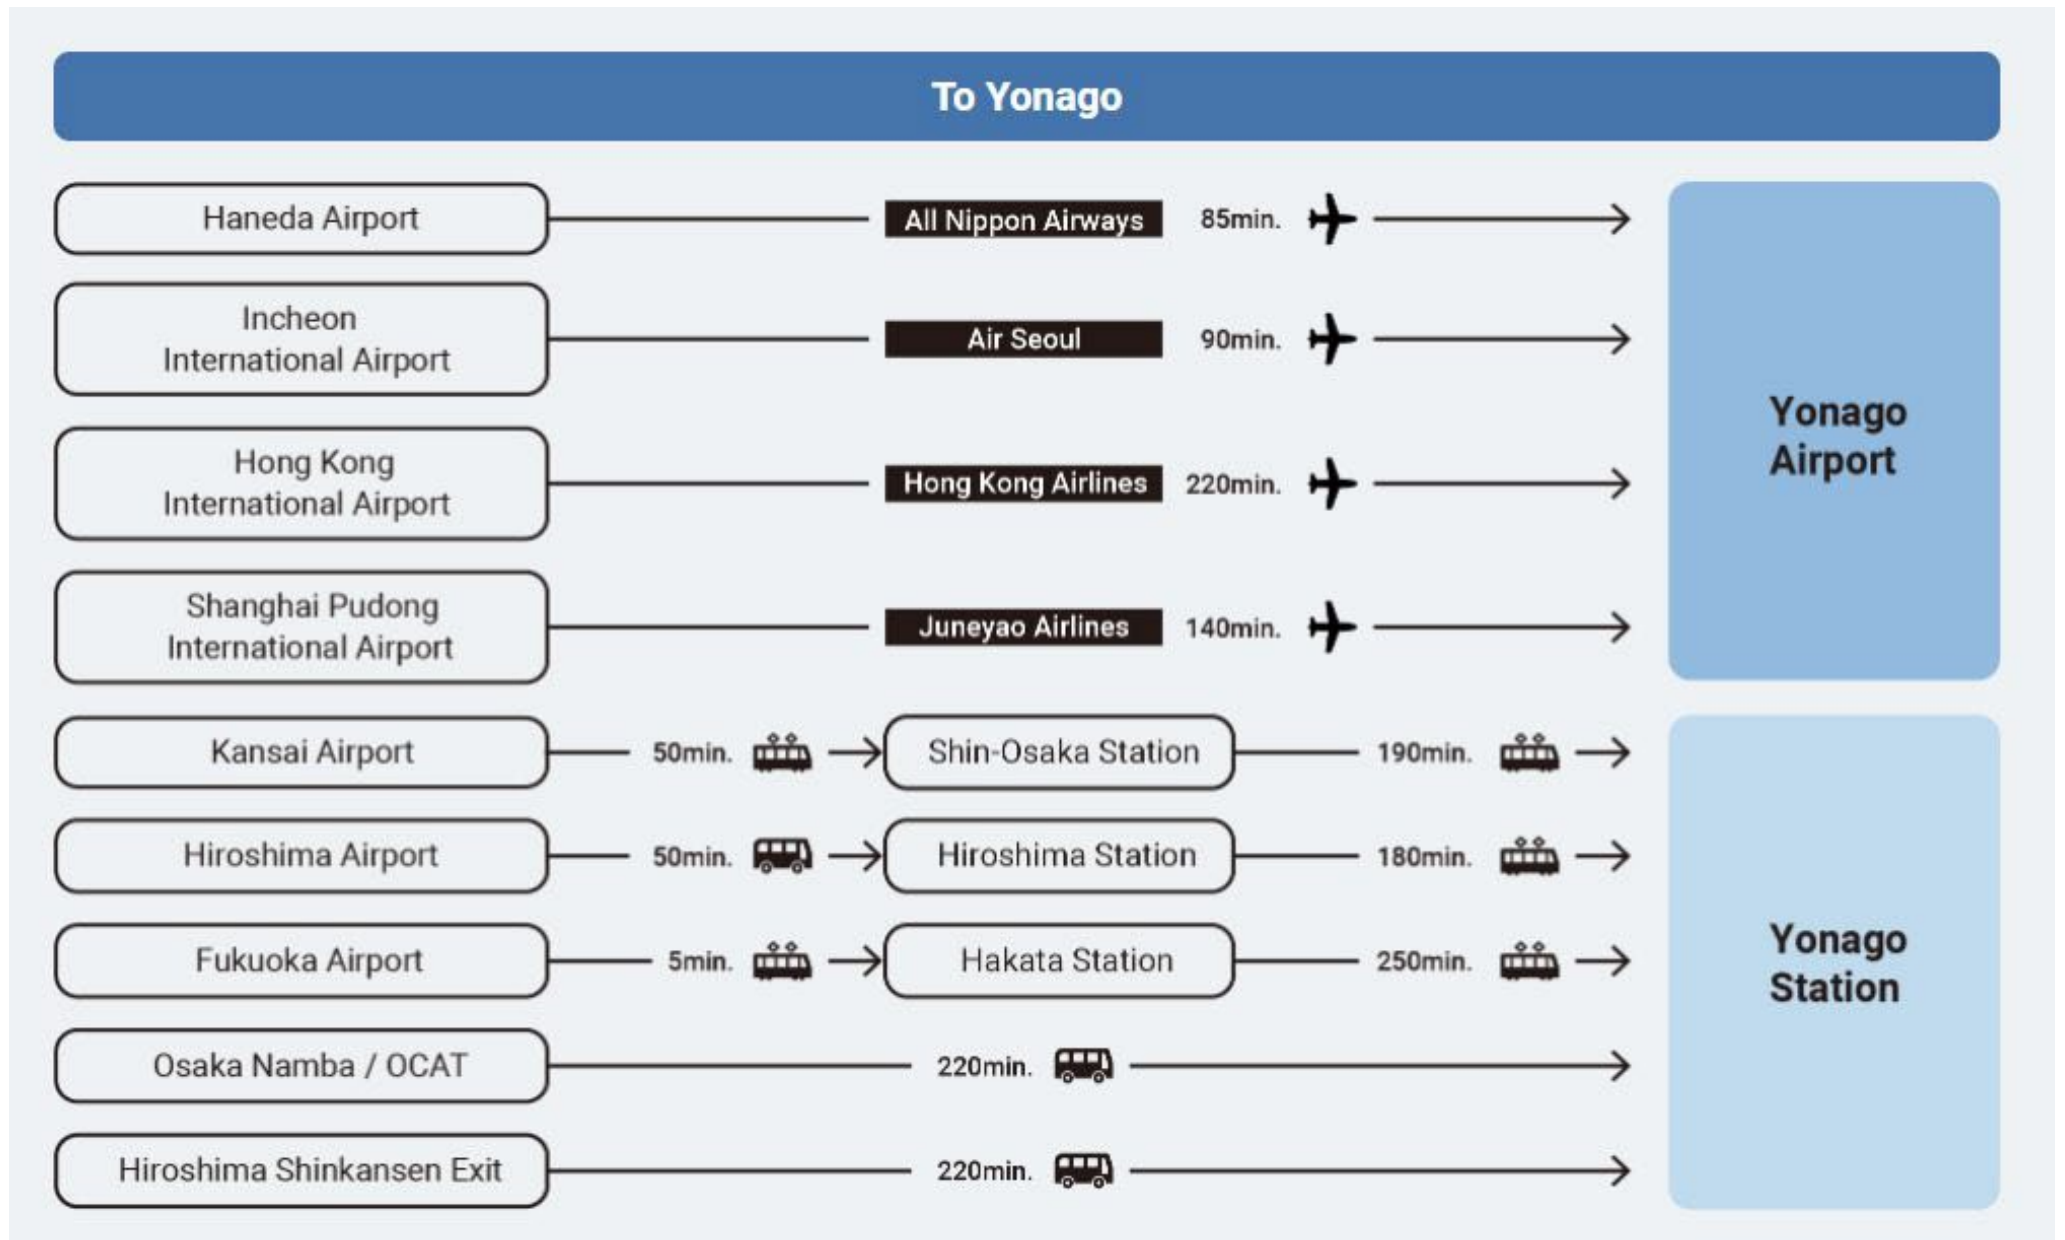 To Yonago
Haneda Airport
All Nippon Airways
85min.
Incheon
International Airport
Air Seoul
90min.
Hong Kong
International Airport
Hong Kong Airlines
220min.
Shanghai Pudong
International Airport
Juneyao Airlines
140min.
Yonago
Airport
Kansai Airport
50min.
Shin-Osaka Station
190min.
Hiroshima Airport
50min.
Hiroshima Station
180min.
Fukuoka Airport
5min.
Hakata Station
250min.
Osaka Namba / OCAT
220min.
Hiroshima Shinkansen Exit
220min.
Yonago
Station